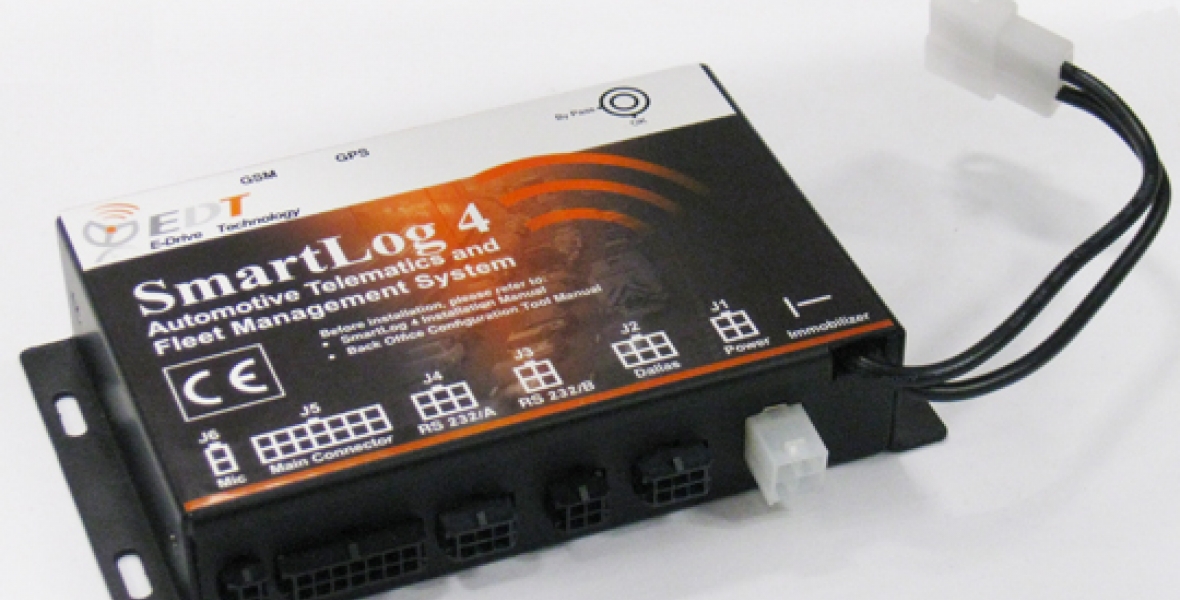 By Pass
OK
GPS
GSM
EDT
E-Drive Technology
SmartLog 4
Automotive Telematics and
Fleet Management System
Before installation, please refer to:
• SmartLog 4 Installation Manual
• Back Office Configuration Tool Manual
CE
J6
Mic
J5
Main Connector
J4
RS 232/A
J3
RS 232/B
J2
Dallas
J1
Power
Immobilizer